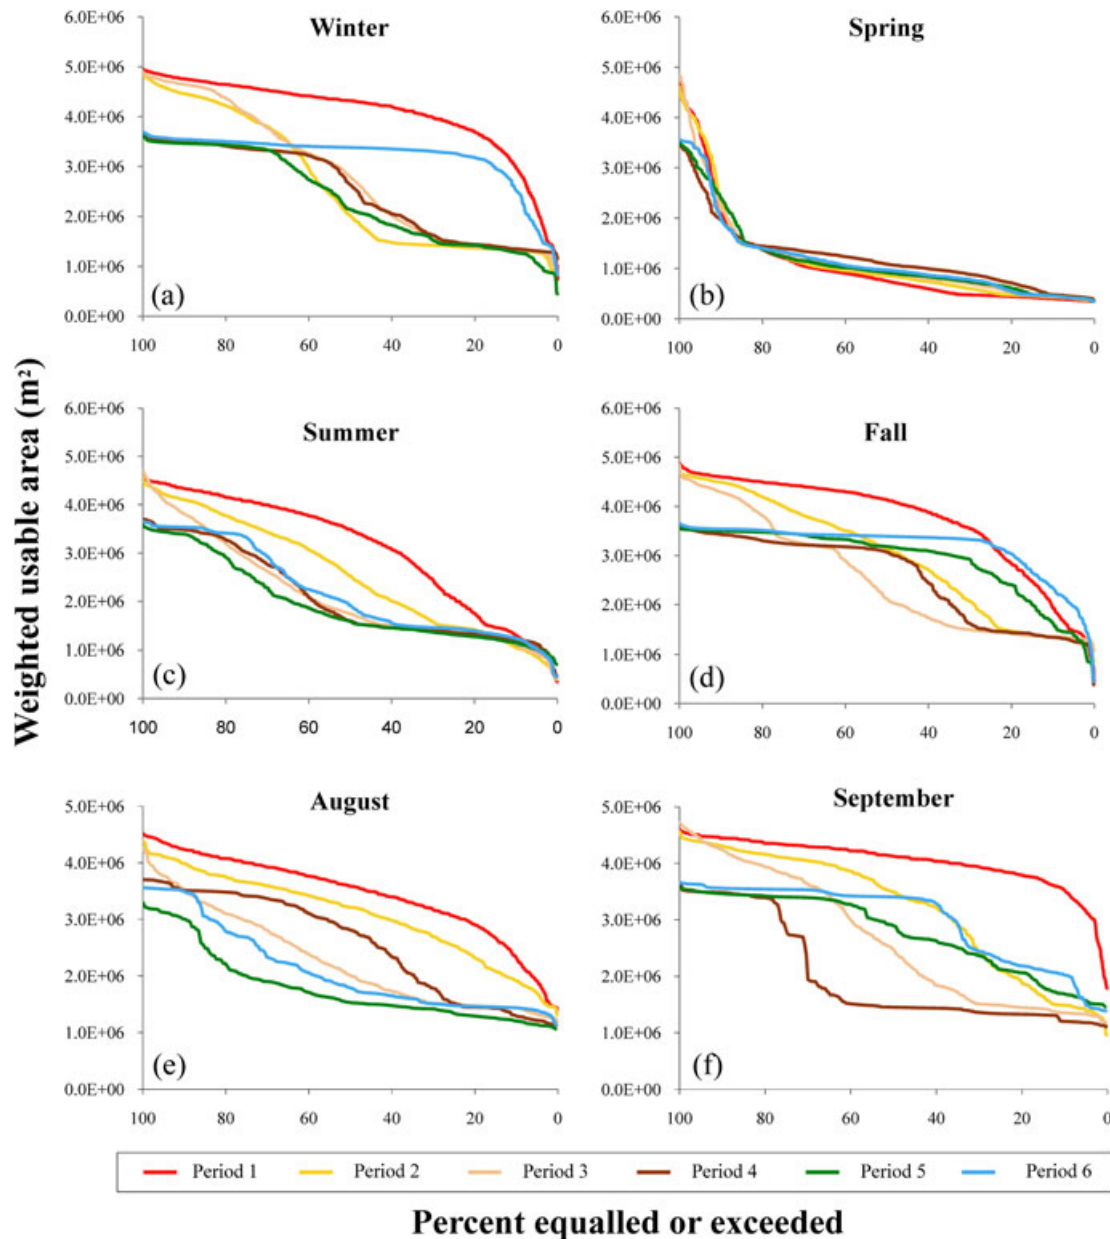 Winter
6.0E+06
5.0E+06
4.0E+06
3.0E+06
2.0E+06
1.0E+06
0.0E+00
(a)
100 80 60 40 20 0
Spring
6.0E+06
5.0E+06
4.0E+06
3.0E+06
2.0E+06
1.0E+06
0.0E+00
(b)
100 80 60 40 20 0
Weighted usable area (m²)
Summer
6.0E+06
5.0E+06
4.0E+06
3.0E+06
2.0E+06
1.0E+06
0.0E+00
(c)
100 80 60 40 20 0
Fall
6.0E+06
5.0E+06
4.0E+06
3.0E+06
2.0E+06
1.0E+06
0.0E+00
(d)
100 80 60 40 20 0
August
5.0E+06
4.0E+06
3.0E+06
2.0E+06
1.0E+06
0.0E+00
(e)
100 80 60 40 20 0
September
5.0E+06
4.0E+06
3.0E+06
2.0E+06
1.0E+06
0.0E+00
(f)
100 80 60 40 20 0
Period 1 Period 2 Period 3 Period 4 Period 5 Period 6
Percent equalled or exceeded